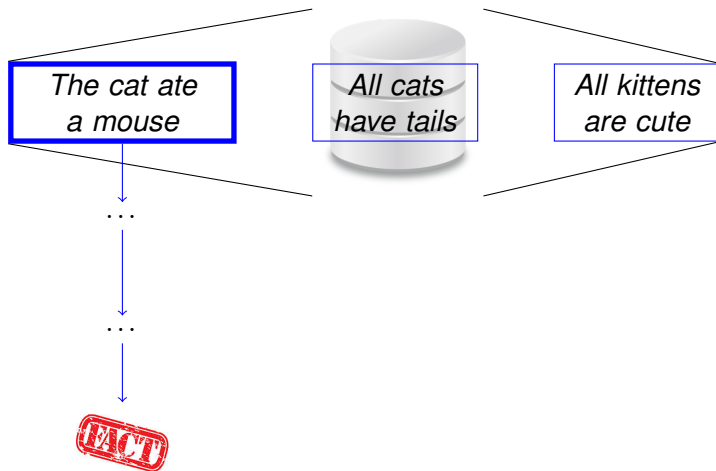 The cat ate
a mouse
All cats
have tails
All kittens
are cute
...
...
FACT